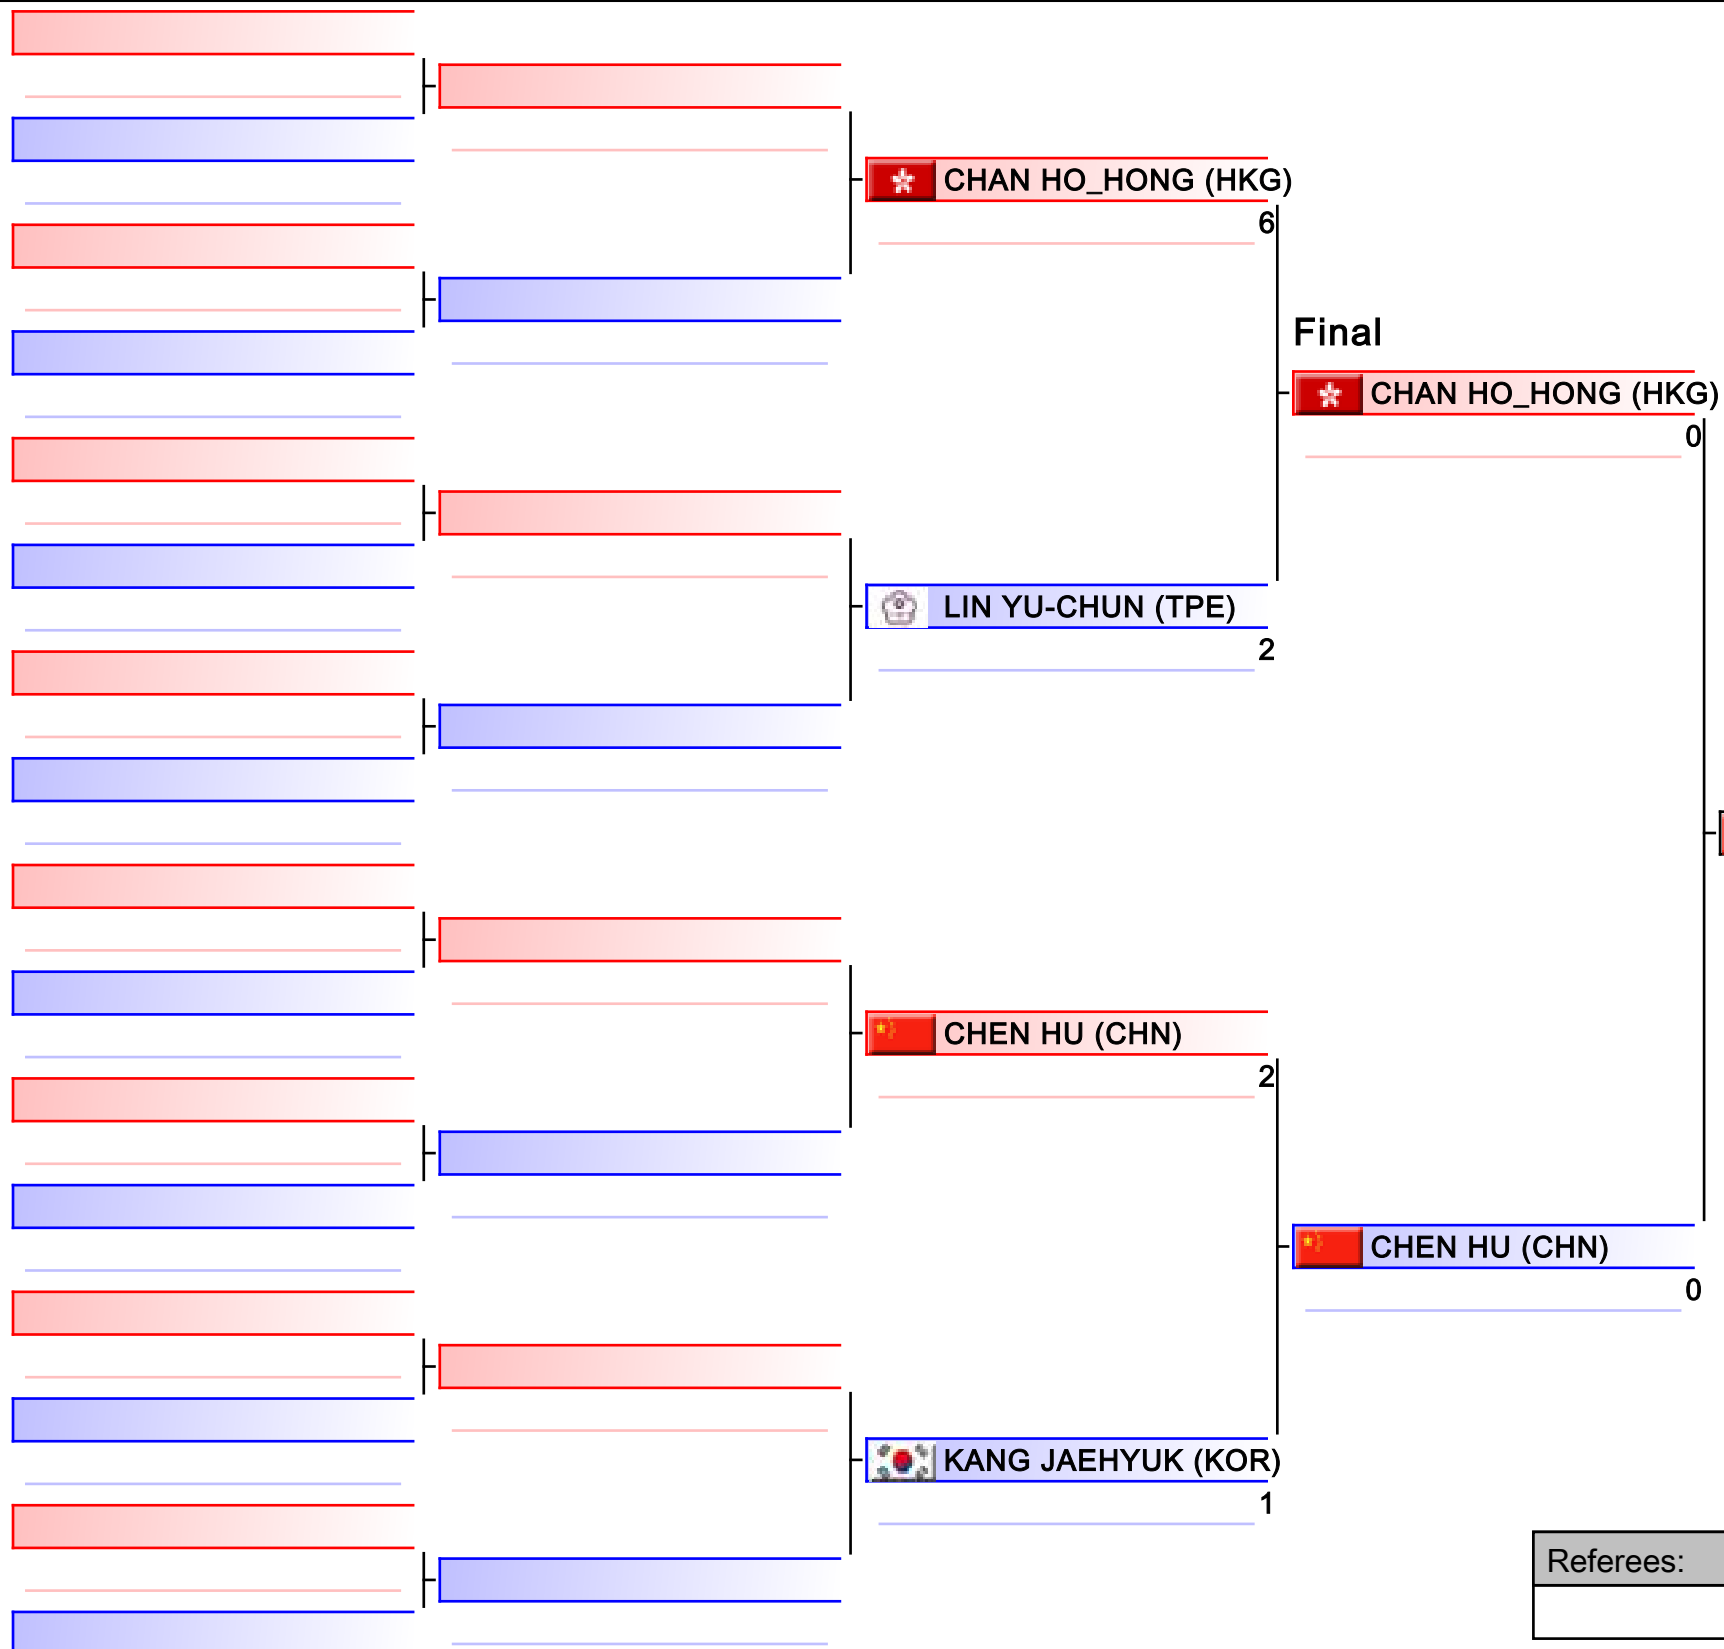 CHAN HO_HONG (HKG)
6
Final
CHAN HO_HONG (HKG)
0
LIN YU-CHUN (TPE)
2
CHEN HU (CHN)
2
CHEN HU (CHN)
0
KANG JAEHYUK (KOR)
1
Referees: